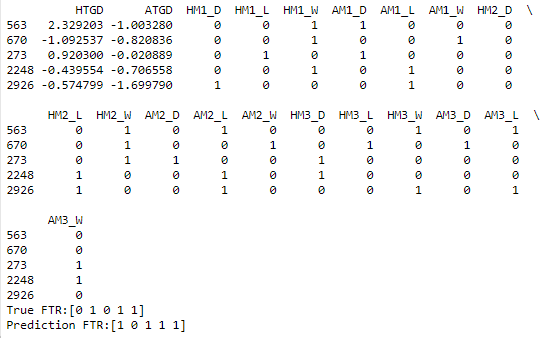 HTGD ATGD HM1_D HM1_L HM1_W AM1_D AM1_L AM1_W HM2_D \
563 2.329203 -1.003280 0 0 1 1 0 0 0
670 -1.092537 -0.820836 0 0 1 0 0 1 0
273 0.920300 -0.020889 0 1 0 1 0 0 0
2248 -0.439554 -0.706558 0 0 1 0 1 0 0
2926 -0.574799 -1.699790 1 0 0 0 1 0 0
HM2_L HM2_W AM2_D AM2_L AM2_W HM3_D HM3_L HM3_W AM3_D AM3_L \
563 0 1 0 1 0 0 0 1 0 1
670 0 1 0 0 1 0 1 0 1 0
273 0 1 1 0 0 1 0 0 0 0
2248 1 0 0 1 0 1 0 0 0 0
2926 1 0 0 1 0 0 0 1 0 1
AM3_W
563 0
670 0
273 1
2248 1
2926 0
True FTR:[0 1 0 1 1]
Prediction FTR:[1 0 1 1 1]